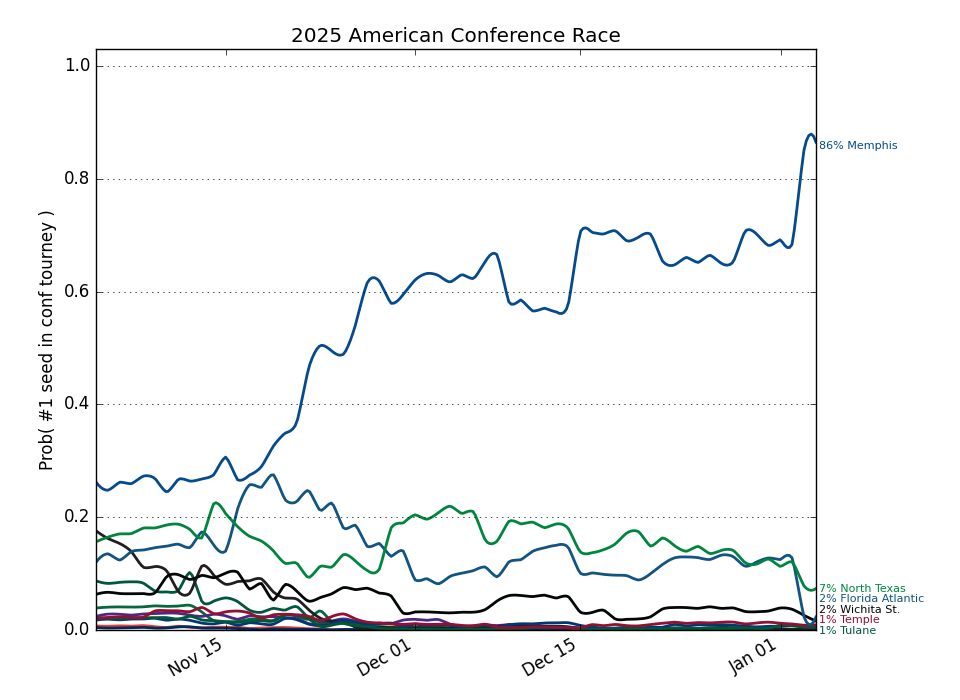 2025 American Conference Race
Prob( #1 seed in conf tourney )
1.0
0.8
0.6
0.4
0.2
0.0
Nov 15
Dec 01
Dec 15
Jan 01
86% Memphis
7% North Texas
2% Florida Atlantic
2% Wichita St.
1% Temple
1% Tulane